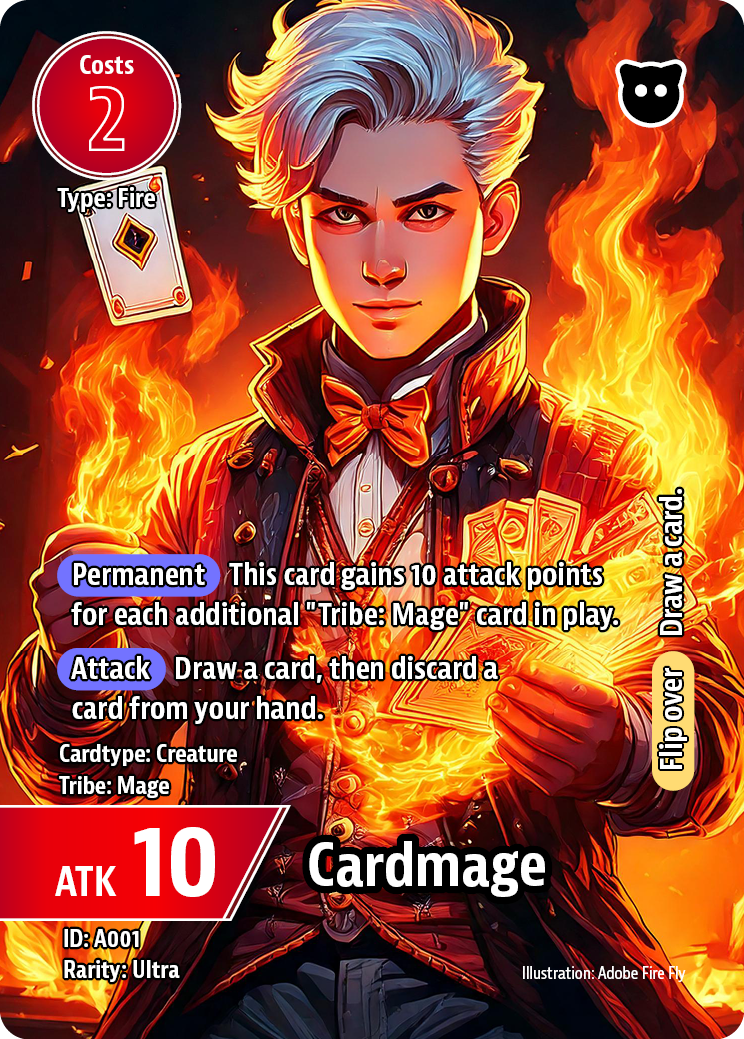 Costs
2
Type: Fire
Permanent This card gains 10 attack points
for each additional "Tribe: Mage" card in play.
Attack Draw a card, then discard a
card from your hand.
Flip over Draw a card.
Cardtype: Creature
Tribe: Mage
ATK 10
Cardmage
ID: A001
Rarity: Ultra
Illustration: Adobe Fire Fly